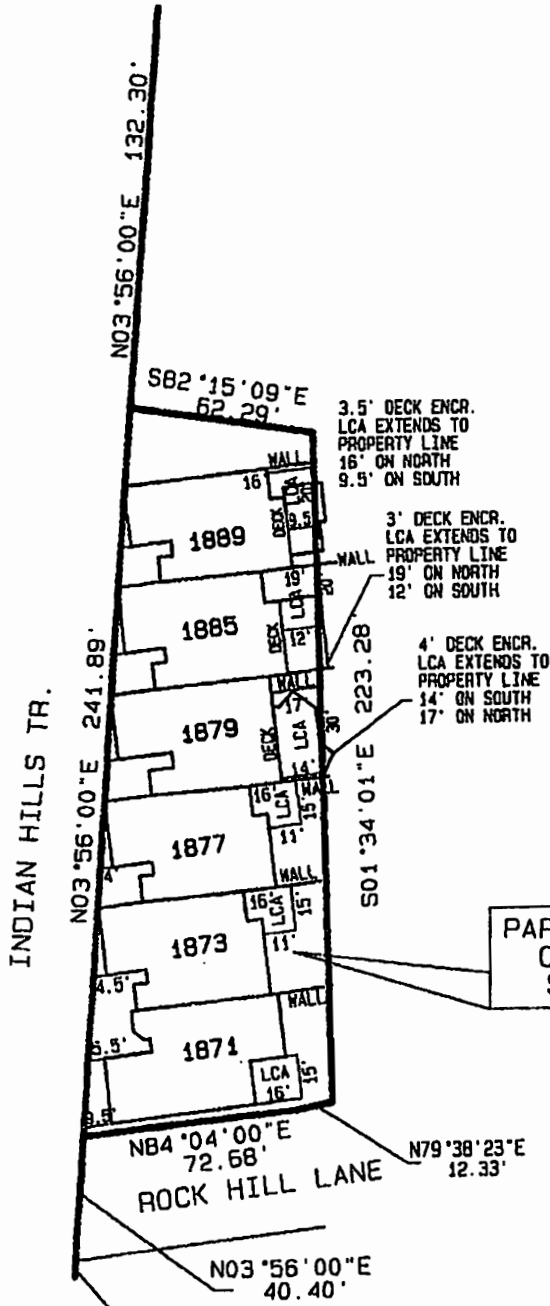 N03°56'00"E 132.30'
S82°15'09"E
62.29'
3.5' DECK ENCR.
LCA EXTENDS TO
PROPERTY LINE
16' ON NORTH
9.5' ON SOUTH
WALL
16'
LCA
20'
DECK
9.5'
1889
3' DECK ENCR.
LCA EXTENDS TO
PROPERTY LINE
19' ON NORTH
12' ON SOUTH
WALL
19'
20'
LCA
1885
12'
DECK
4' DECK ENCR.
LCA EXTENDS TO
PROPERTY LINE
14' ON SOUTH
17' ON NORTH
WALL
17'
30'
1879
LCA
DECK
14'
WALL
16'
LCA
15'
11'
1877
WALL
4'
INDIAN HILLS TR.
N03°56'00"E 241.89'
S01°34'01"E 223.28'
16'
LCA
15'
11'
1873
4.5'
WALL
PAR
1871
5.5'
LCA
16'
15'
N84°04'00"E
72.68'
N79°38'23"E
12.33'
ROCK HILL LANE
N03°56'00"E
40.40'